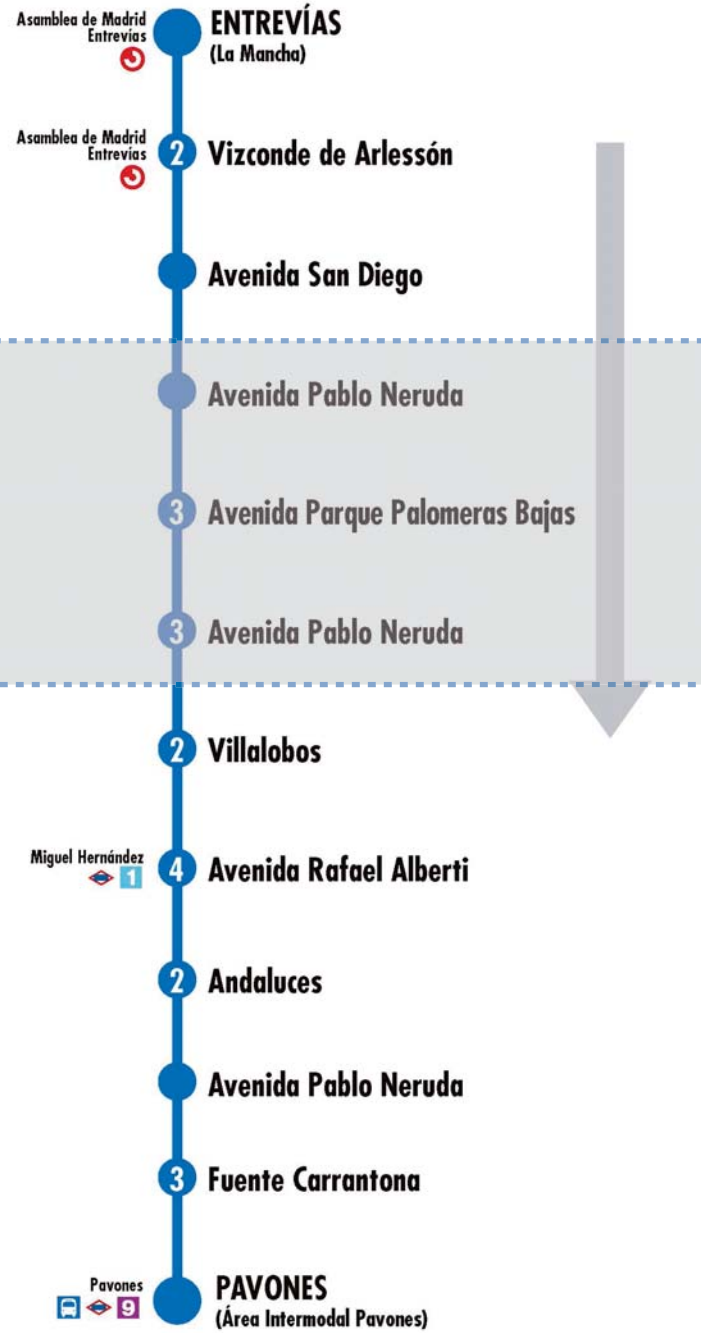 Asamblea de Madrid
Entrevías
ENTREVÍAS
(La Mancha)
Asamblea de Madrid
Entrevías
2 Vizconde de Arlessón
Avenida San Diego
Avenida Pablo Neruda
3 Avenida Parque Palomeras Bajas
3 Avenida Pablo Neruda
2 Villalobos
Miguel Hernández
1
4 Avenida Rafael Alberti
2 Andaluces
Avenida Pablo Neruda
3 Fuente Carrantona
Pavones
9
PAVONES
(Área Intermodal Pavones)